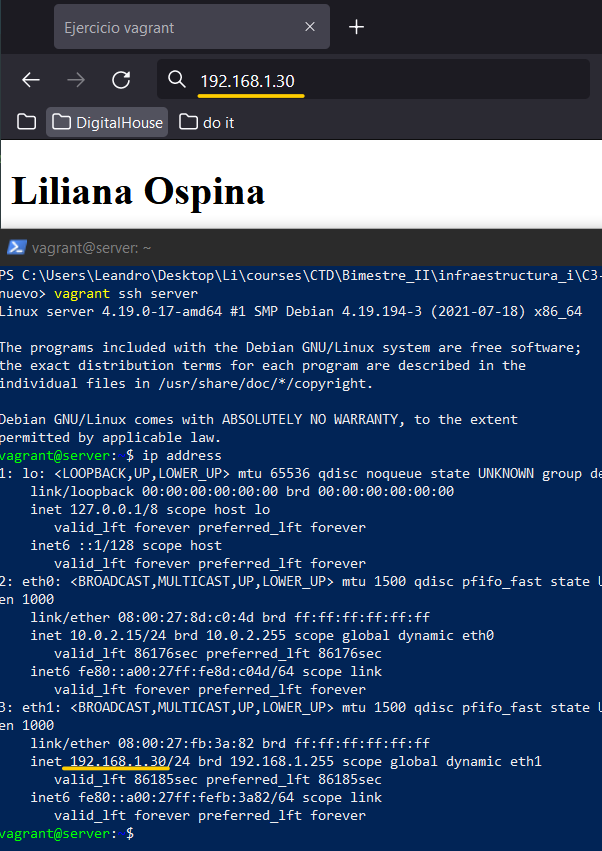 Ejercicio vagrant
192.168.1.30
DigitalHouse
do it
Liliana Ospina
vagrant@server: ~
PS C:\Users\Leandro\Desktop\Li\courses\CTD\Bimestre_II\infraestructura_i\C3-
nuevo> vagrant ssh server
Linux server 4.19.0-17-amd64 #1 SMP Debian 4.19.194-3 (2021-07-18) x86_64
The programs included with the Debian GNU/Linux system are free software;
the exact distribution terms for each program are described in the
individual files in /usr/share/doc/*/copyright.
Debian GNU/Linux comes with ABSOLUTELY NO WARRANTY, to the extent
permitted by applicable law.
vagrant@server:~$ ip address
1: lo: <LOOPBACK,UP,LOWER_UP> mtu 65536 qdisc noqueue state UNKNOWN group de
link/loopback 00:00:00:00:00:00 brd 00:00:00:00:00:00
inet 127.0.0.1/8 scope host lo
valid_lft forever preferred_lft forever
inet6 ::1/128 scope host
valid_lft forever preferred_lft forever
2: eth0: <BROADCAST,MULTICAST,UP,LOWER_UP> mtu 1500 qdisc pfifo_fast state U
en 1000
link/ether 08:00:27:8d:c0:4d brd ff:ff:ff:ff:ff:ff
inet 10.0.2.15/24 brd 10.0.2.255 scope global dynamic eth0
valid_lft 86176sec preferred_lft 86176sec
inet6 fe80::a00:27ff:fe8d:c04d/64 scope link
valid_lft forever preferred_lft forever
3: eth1: <BROADCAST,MULTICAST,UP,LOWER_UP> mtu 1500 qdisc pfifo_fast state U
en 1000
link/ether 08:00:27:fb:3a:82 brd ff:ff:ff:ff:ff:ff
inet 192.168.1.30/24 brd 192.168.1.255 scope global dynamic eth1
valid_lft 86185sec preferred_lft 86185sec
inet6 fe80::a00:27ff:fefb:3a82/64 scope link
valid_lft forever preferred_lft forever
vagrant@server:~$